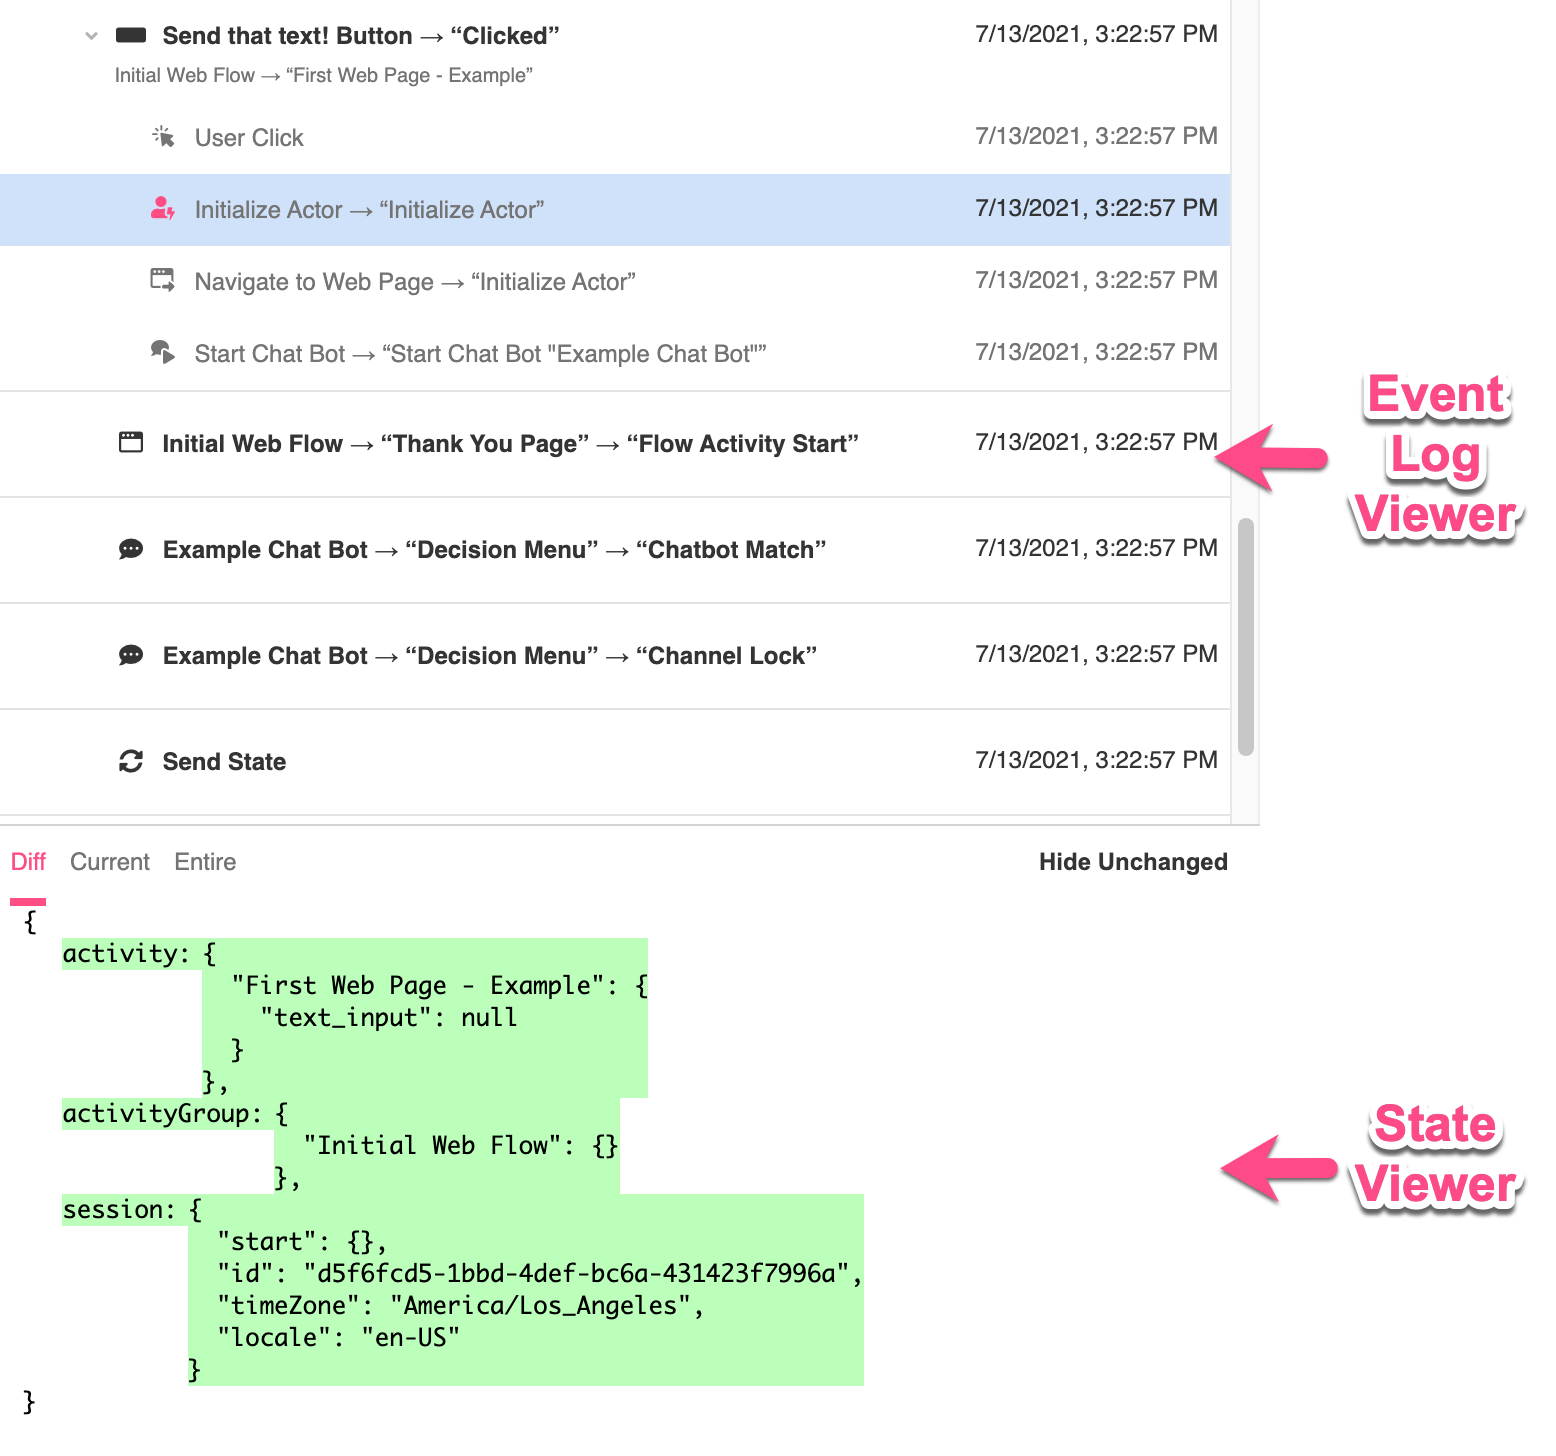 Send that text! Button → “Clicked” 7/13/2021, 3:22:57 PM
Initial Web Flow → “First Web Page - Example”
User Click 7/13/2021, 3:22:57 PM
Initialize Actor → “Initialize Actor” 7/13/2021, 3:22:57 PM
Navigate to Web Page → “Initialize Actor” 7/13/2021, 3:22:57 PM
Start Chat Bot → “Start Chat Bot "Example Chat Bot"” 7/13/2021, 3:22:57 PM
Initial Web Flow → “Thank You Page” → “Flow Activity Start” 7/13/2021, 3:22:57 PM
Example Chat Bot → “Decision Menu” → “Chatbot Match” 7/13/2021, 3:22:57 PM
Example Chat Bot → “Decision Menu” → “Channel Lock” 7/13/2021, 3:22:57 PM
Send State 7/13/2021, 3:22:57 PM
Event
Log
Viewer
Diff Current Entire Hide Unchanged
{
activity: {
"First Web Page - Example": {
"text_input": null
}
},
activityGroup: {
"Initial Web Flow": {}
},
session: {
"start": {},
"id": "d5f6fcd5-1bbd-4def-bc6a-431423f7996a",
"timeZone": "America/Los_Angeles",
"locale": "en-US"
}
}
State
Viewer